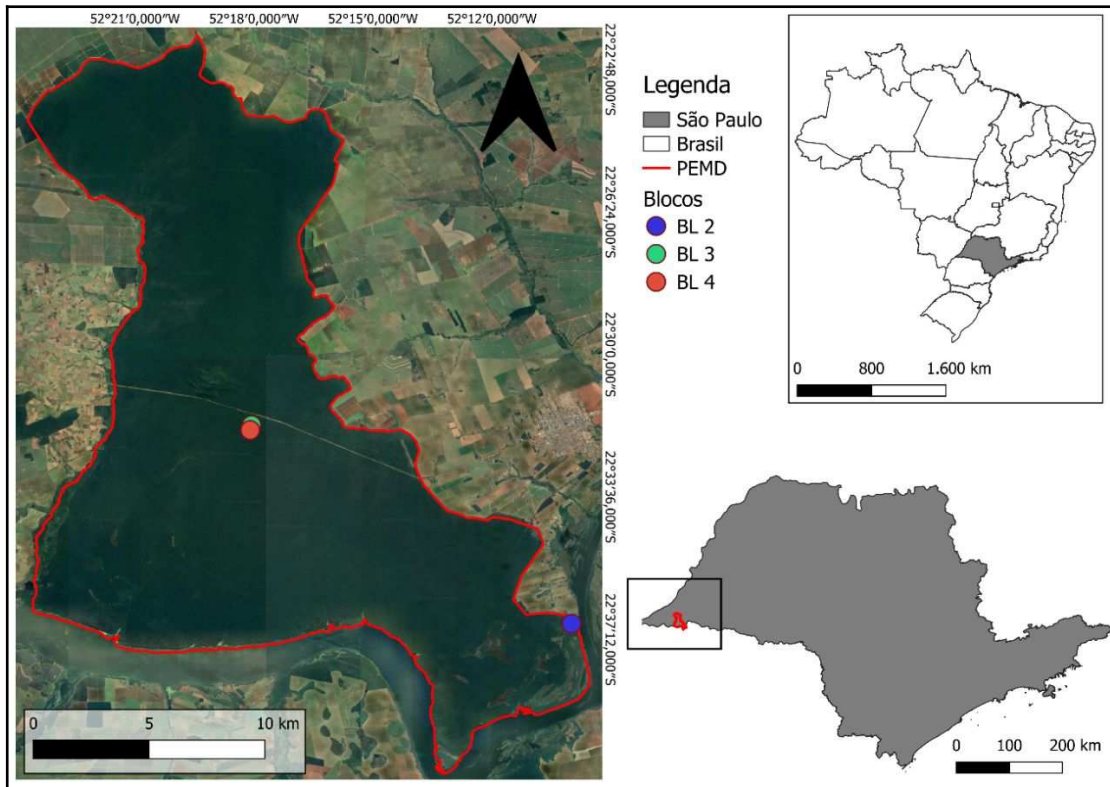 52°21'0,000"W
52°18'0,000"W
52°15'0,000"W
52°12'0,000"W
22°22'48,000"S
22°26'24,000"S
22°30'0,000"S
22°33'36,000"S
22°37'12,000"S
0 5 10 km
Legenda
São Paulo
Brasil
PEMD
Blocos
BL 2
BL 3
BL 4
0 800 1.600 km
0 100 200 km